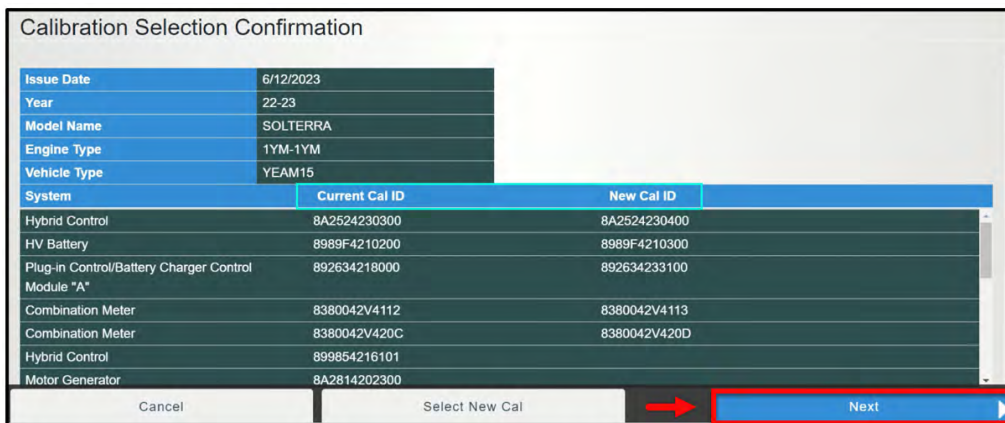 Calibration Selection Confirmation
Issue Date 6/12/2023
Year 22-23
Model Name SOLTERRA
Engine Type 1YM-1YM
Vehicle Type YEAM15
System Current Cal ID New Cal ID
Hybrid Control 8A2524230300 8A2524230400
HV Battery 8989F4210200 8989F4210300
Plug-in Control/Battery Charger Control 892634218000 892634233100
Module "A"
Combination Meter 8380042V4112 8380042V4113
Combination Meter 8380042V420C 8380042V420D
Hybrid Control 899854216101
Motor Generator 8A2814202300
Cancel Select New Cal Next